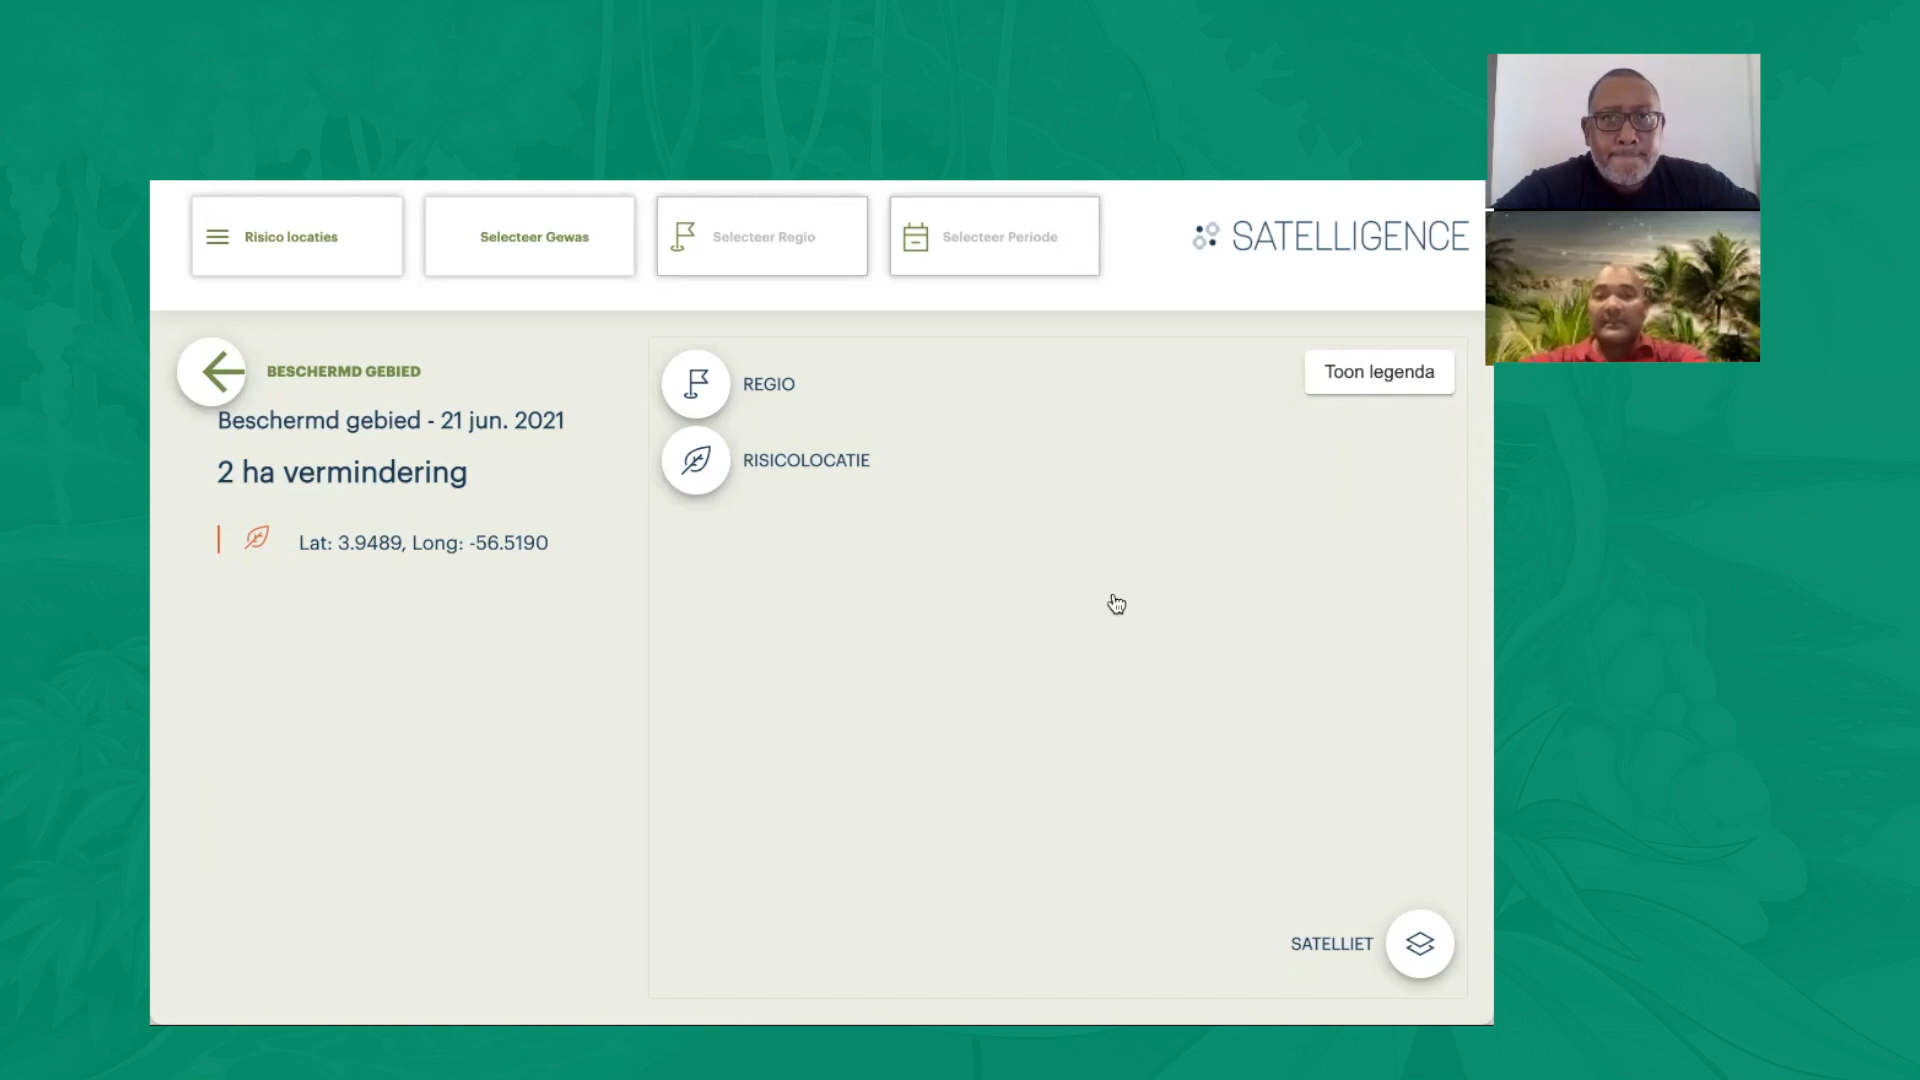 Risico locaties
Selecteer Gewas
Selecteer Regio
Selecteer Periode
SATELLIGENCE
BESCHERMD GEBIED
Beschermd gebied - 21 jun. 2021
2 ha vermindering
Lat: 3.9489, Long: -56.5190
REGIO
RISICOLOCATIE
Toon legenda
SATELLIET